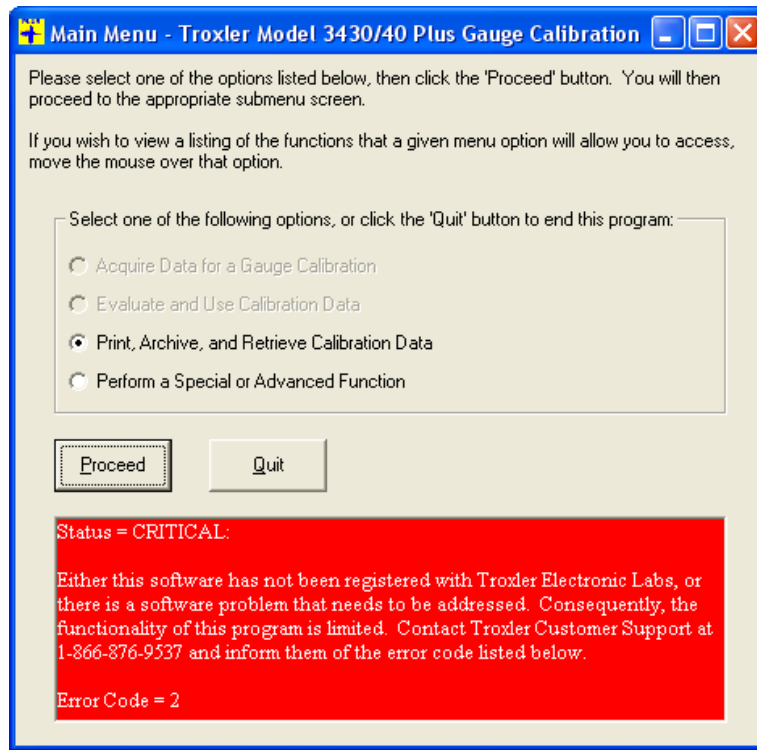 Main Menu - Troxler Model 3430/40 Plus Gauge Calibration
Please select one of the options listed below, then click the 'Proceed' button. You will then
proceed to the appropriate submenu screen.
If you wish to view a listing of the functions that a given menu option will allow you to access,
move the mouse over that option.
Select one of the following options, or click the 'Quit' button to end this program:
Acquire Data for a Gauge Calibration
Evaluate and Use Calibration Data
Print, Archive, and Retrieve Calibration Data
Perform a Special or Advanced Function
Proceed
Quit
Status = CRITICAL:
Either this software has not been registered with Troxler Electronic Labs, or
there is a software problem that needs to be addressed. Consequently, the
functionality of this program is limited. Contact Troxler Customer Support at
1-866-876-9537 and inform them of the error code listed below.
Error Code = 2